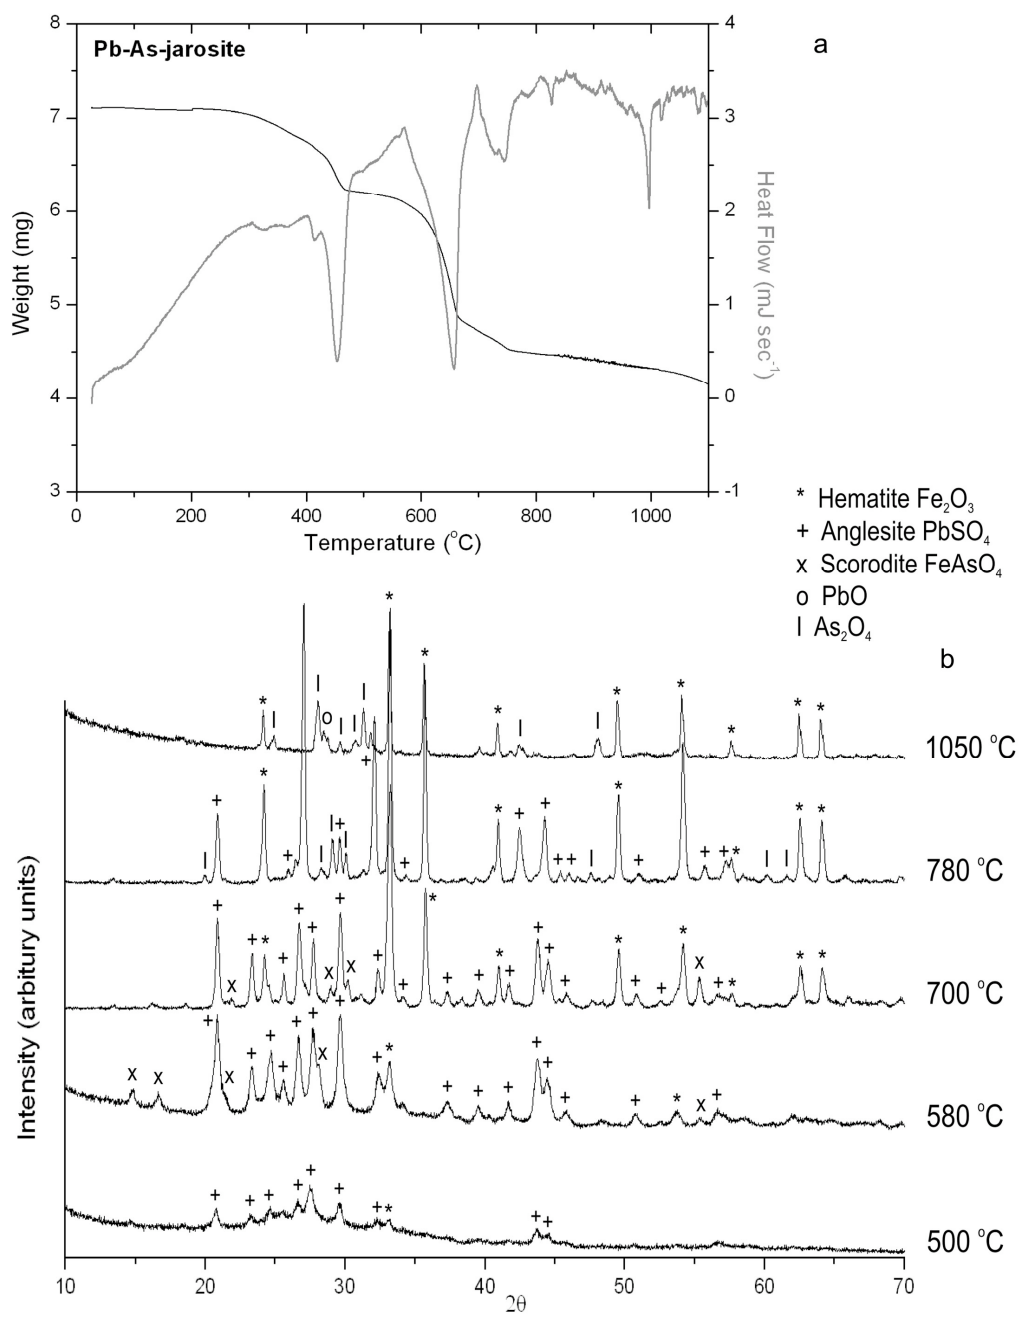 Pb-As-jarosite
a
8
7
6
5
4
3
4
3
2
1
0
-1
Weight (mg)
Heat Flow (mJ sec⁻¹)
0 200 400 600 800 1000
Temperature (°C)
* Hematite Fe₂O₃
+ Anglesite PbSO₄
x Scorodite FeAsO₄
o PbO
| As₂O₄
b
1050 °C
780 °C
700 °C
580 °C
500 °C
Intensity (arbitury units)
10 20 30 40 50 60 70
2θ